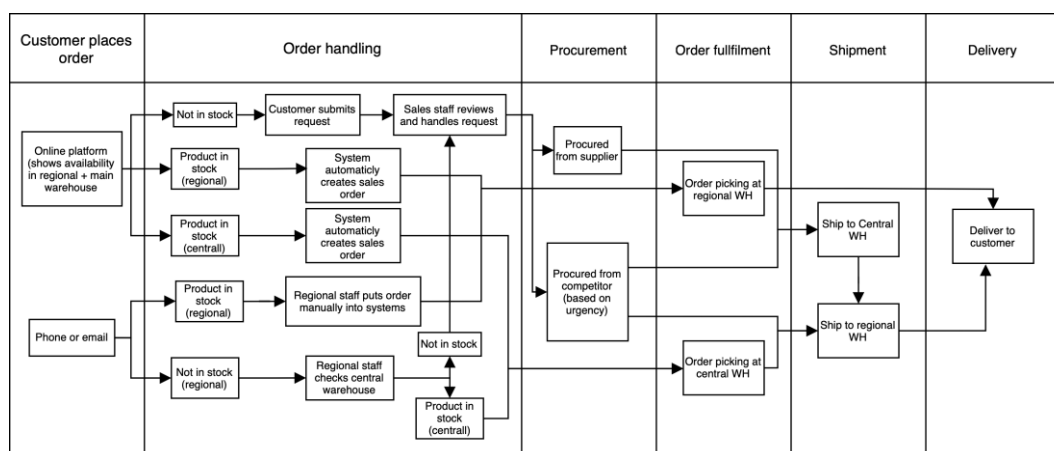 Customer places
order
Order handling
Procurement
Order fullfilment
Shipment
Delivery
Online platform
(shows availability
in regional + main
warehouse
Not in stock
Customer submits
request
Sales staff reviews
and handles request
Product in
stock
(regional)
System
automaticly
creates sales
order
Product in
stock
(centrall)
System
automaticly
creates sales
order
Phone or email
Product in
stock
(regional)
Regional staff puts order
manually into systems
Not in stock
(regional)
Regional staff
checks central
warehouse
Not in stock
Product in
stock
(centrall)
Procured
from supplier
Procured from
competitor
(based on
urgency)
Order picking at
regional WH
Order picking at
central WH
Ship to Central
WH
Ship to regional
WH
Deliver to
customer